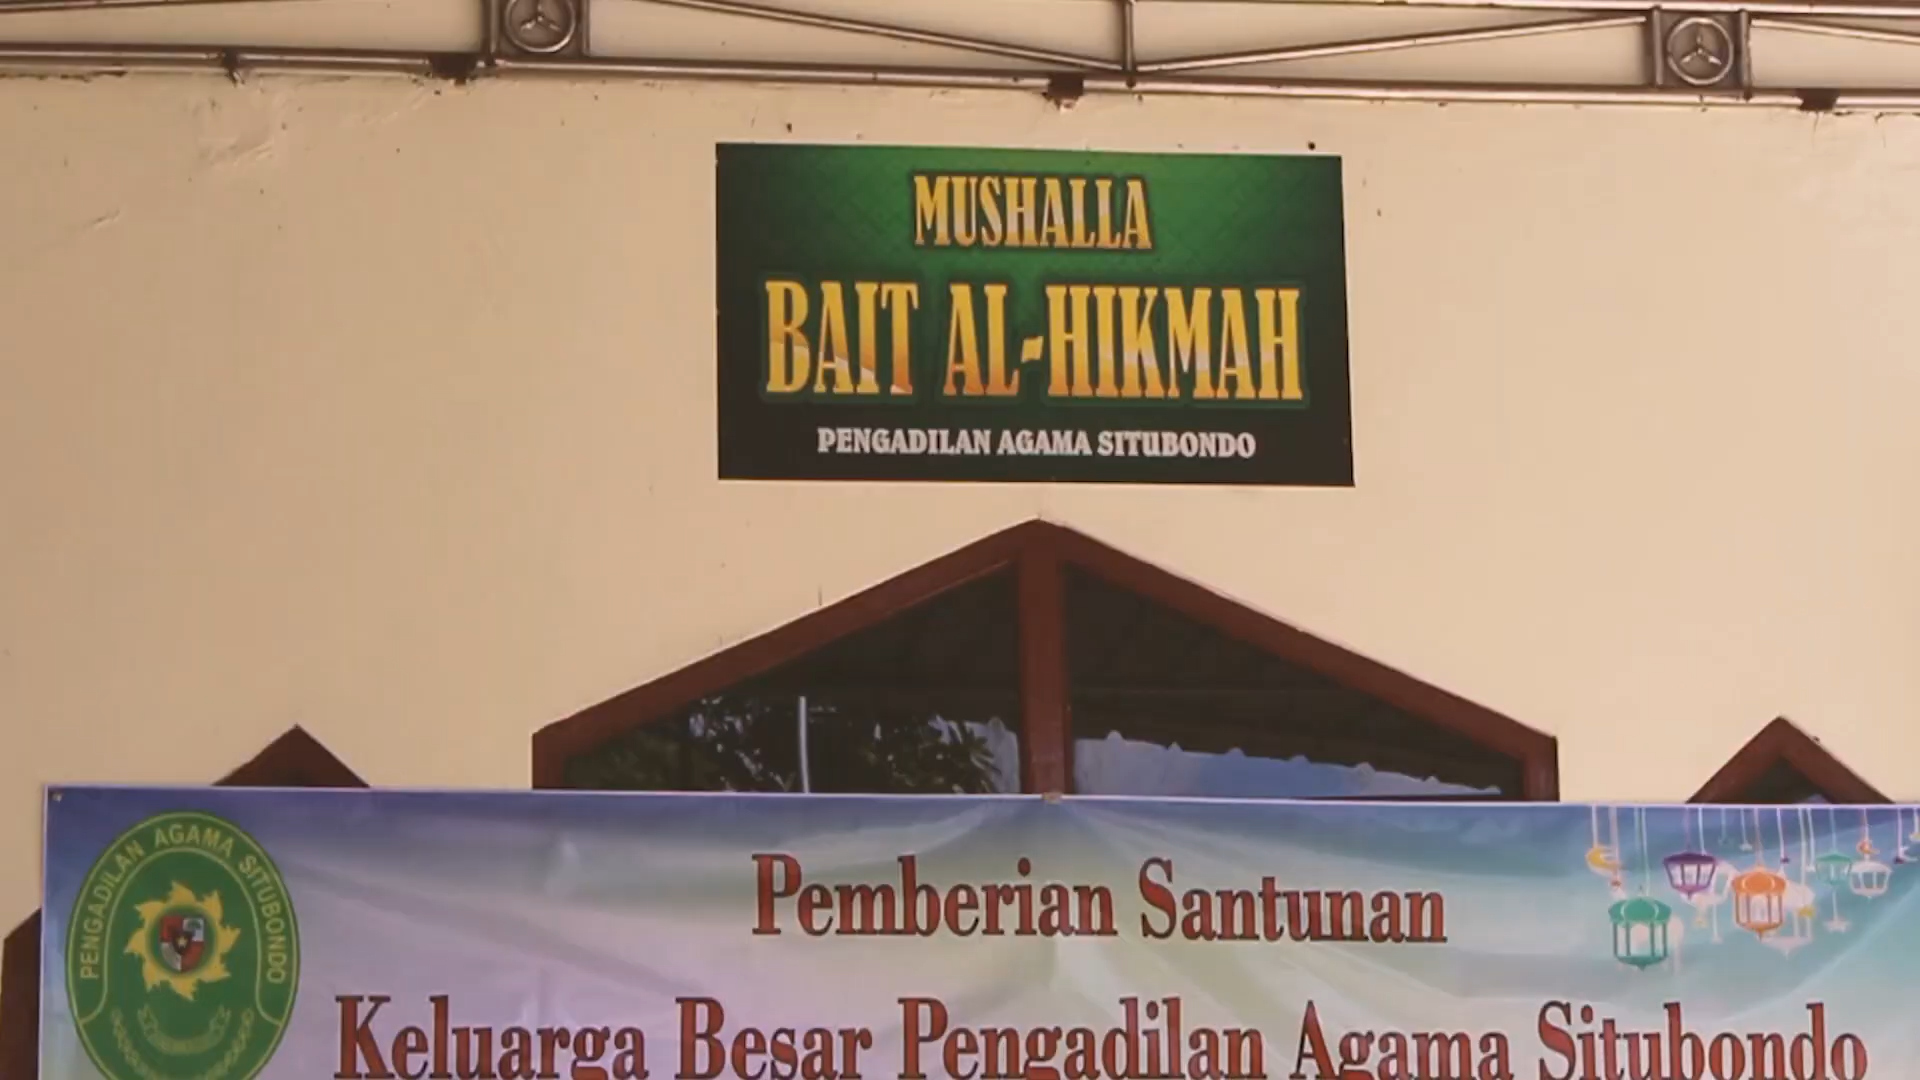 MUSHALLA
BAIT AL-HIKMAH
PENGADILAN AGAMA SITUBONDO
PENGADILAN AGAMA SITUBONDO
Pemberian Santunan
Keluarga Besar Pengadilan Agama Situbondo